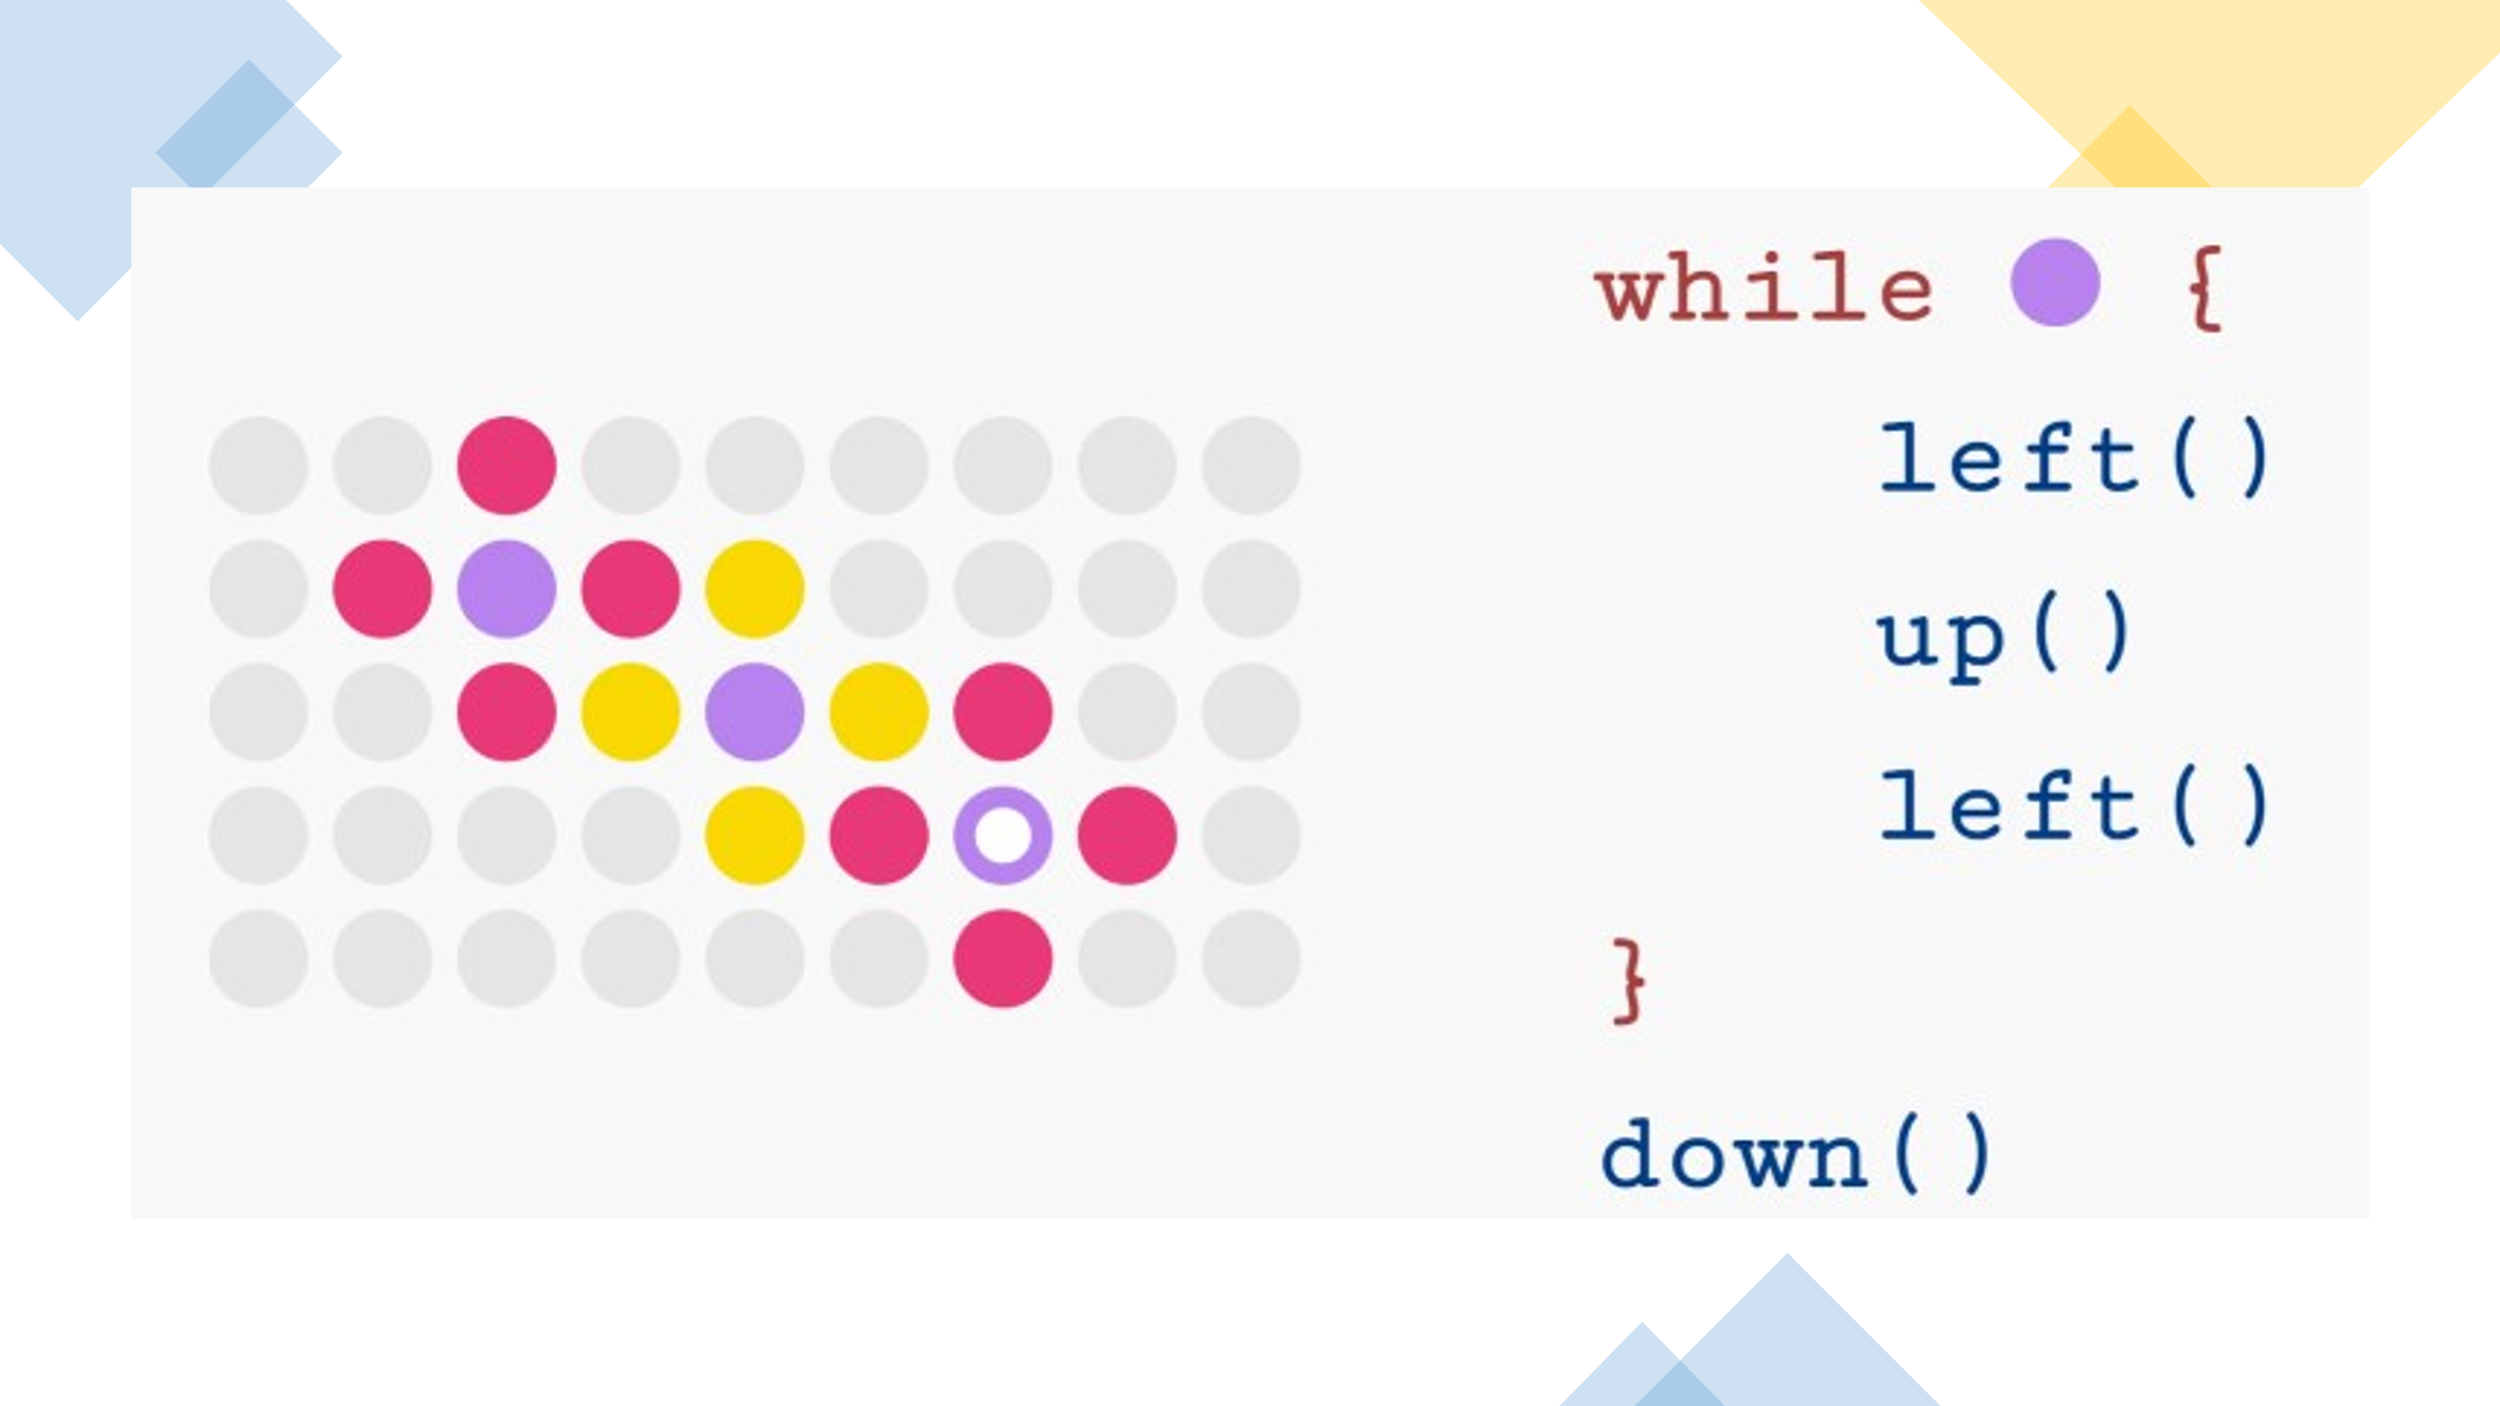 while {
left()
up()
left()
}
down()